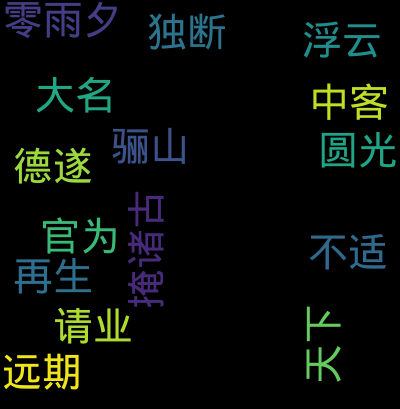 零雨夕
独断
浮云
大名
中客
骊山
圆光
德遂
掩诸古
官为
不适
再生
请业
天下
远期